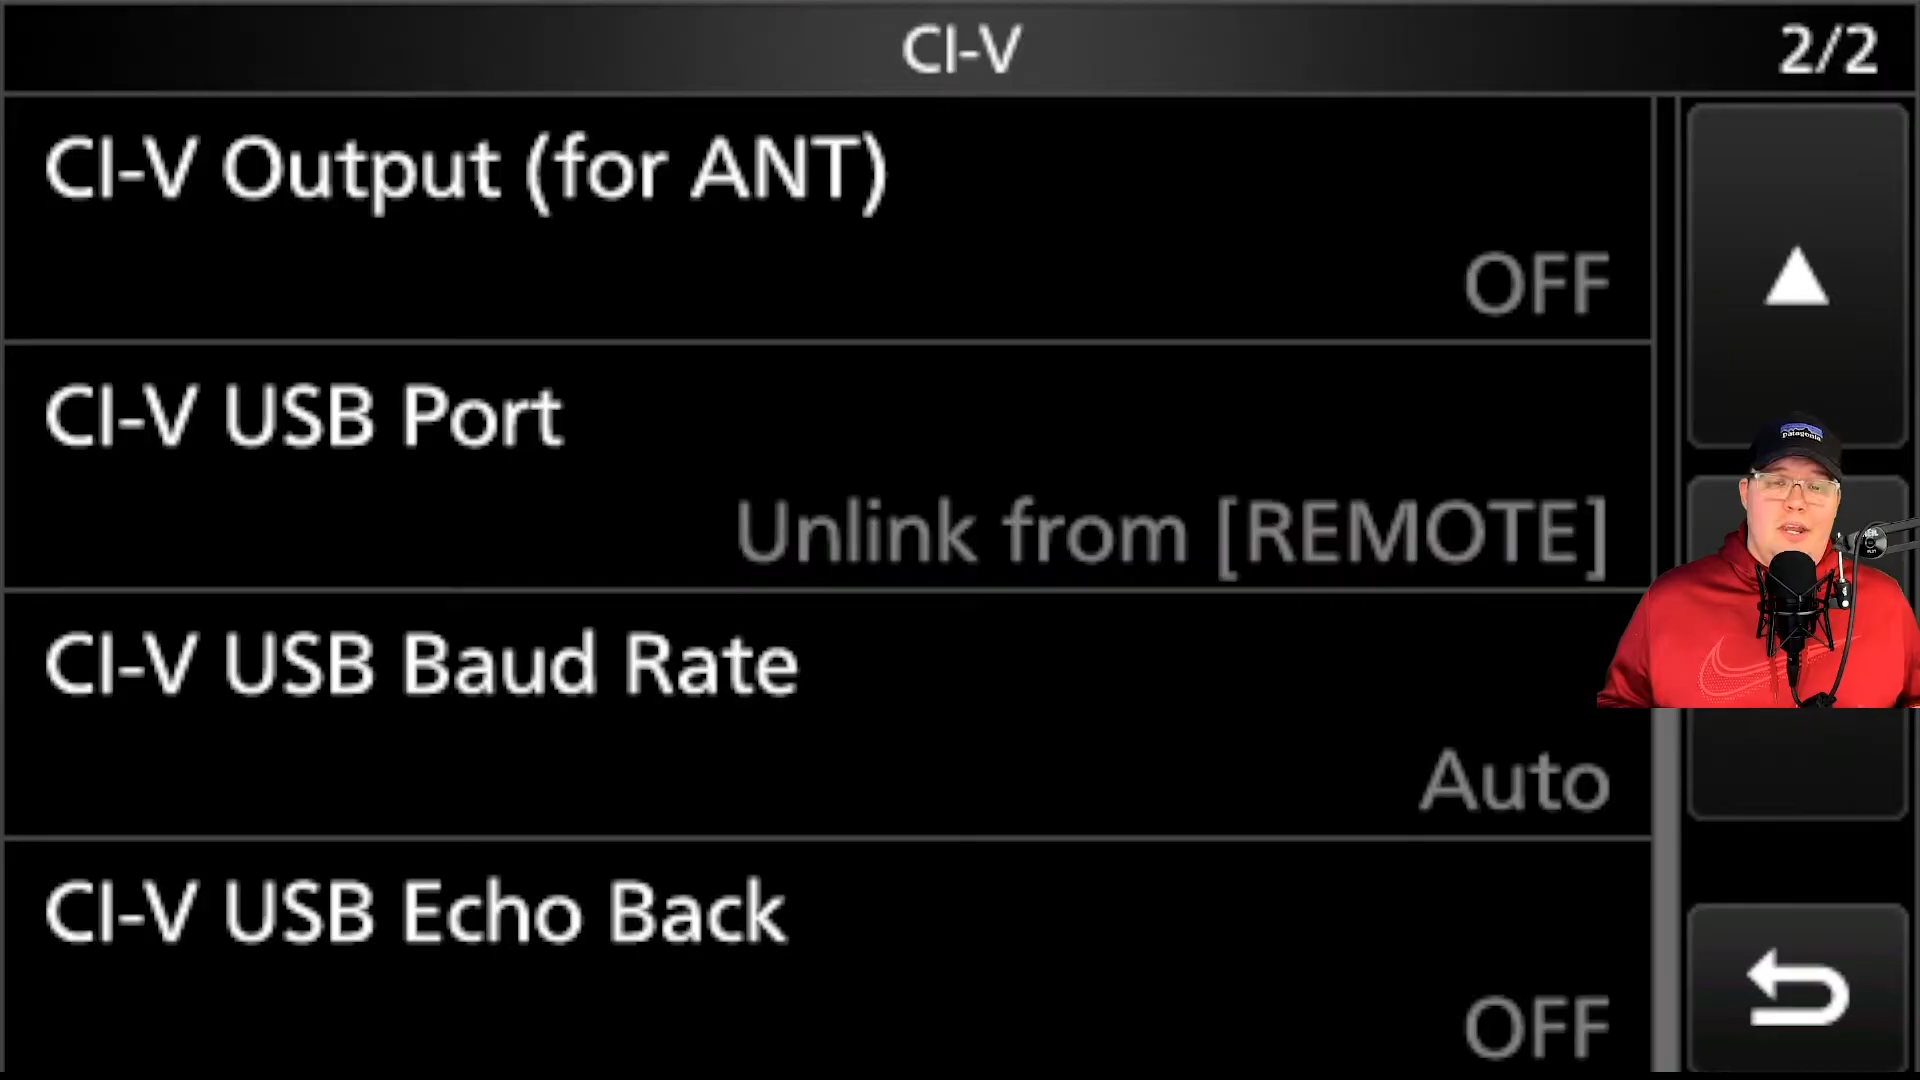 CI-V
2/2
CI-V Output (for ANT)
OFF
CI-V USB Port
Unlink from [REMOTE]
CI-V USB Baud Rate
Auto
CI-V USB Echo Back
OFF
Patagonia